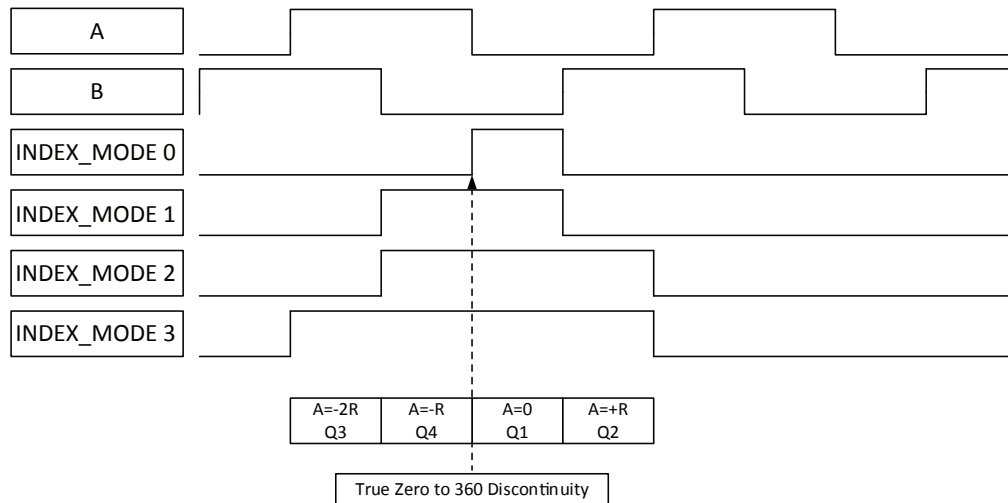 A
B
INDEX_MODE 0
INDEX_MODE 1
INDEX_MODE 2
INDEX_MODE 3
A=-2R
Q3
A=-R
Q4
A=0
Q1
A=+R
Q2
True Zero to 360 Discontinuity